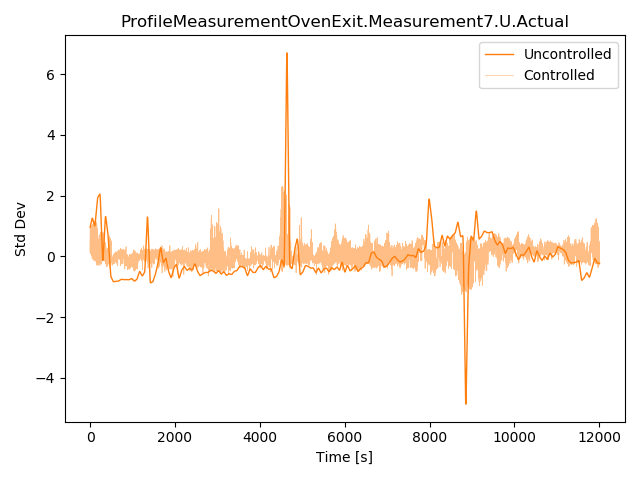 ProfileMeasurementOvenExit.Measurement7.U.Actual
Uncontrolled
Controlled
Std Dev
6
4
2
0
−2
−4
0 2000 4000 6000 8000 10000 12000
Time [s]